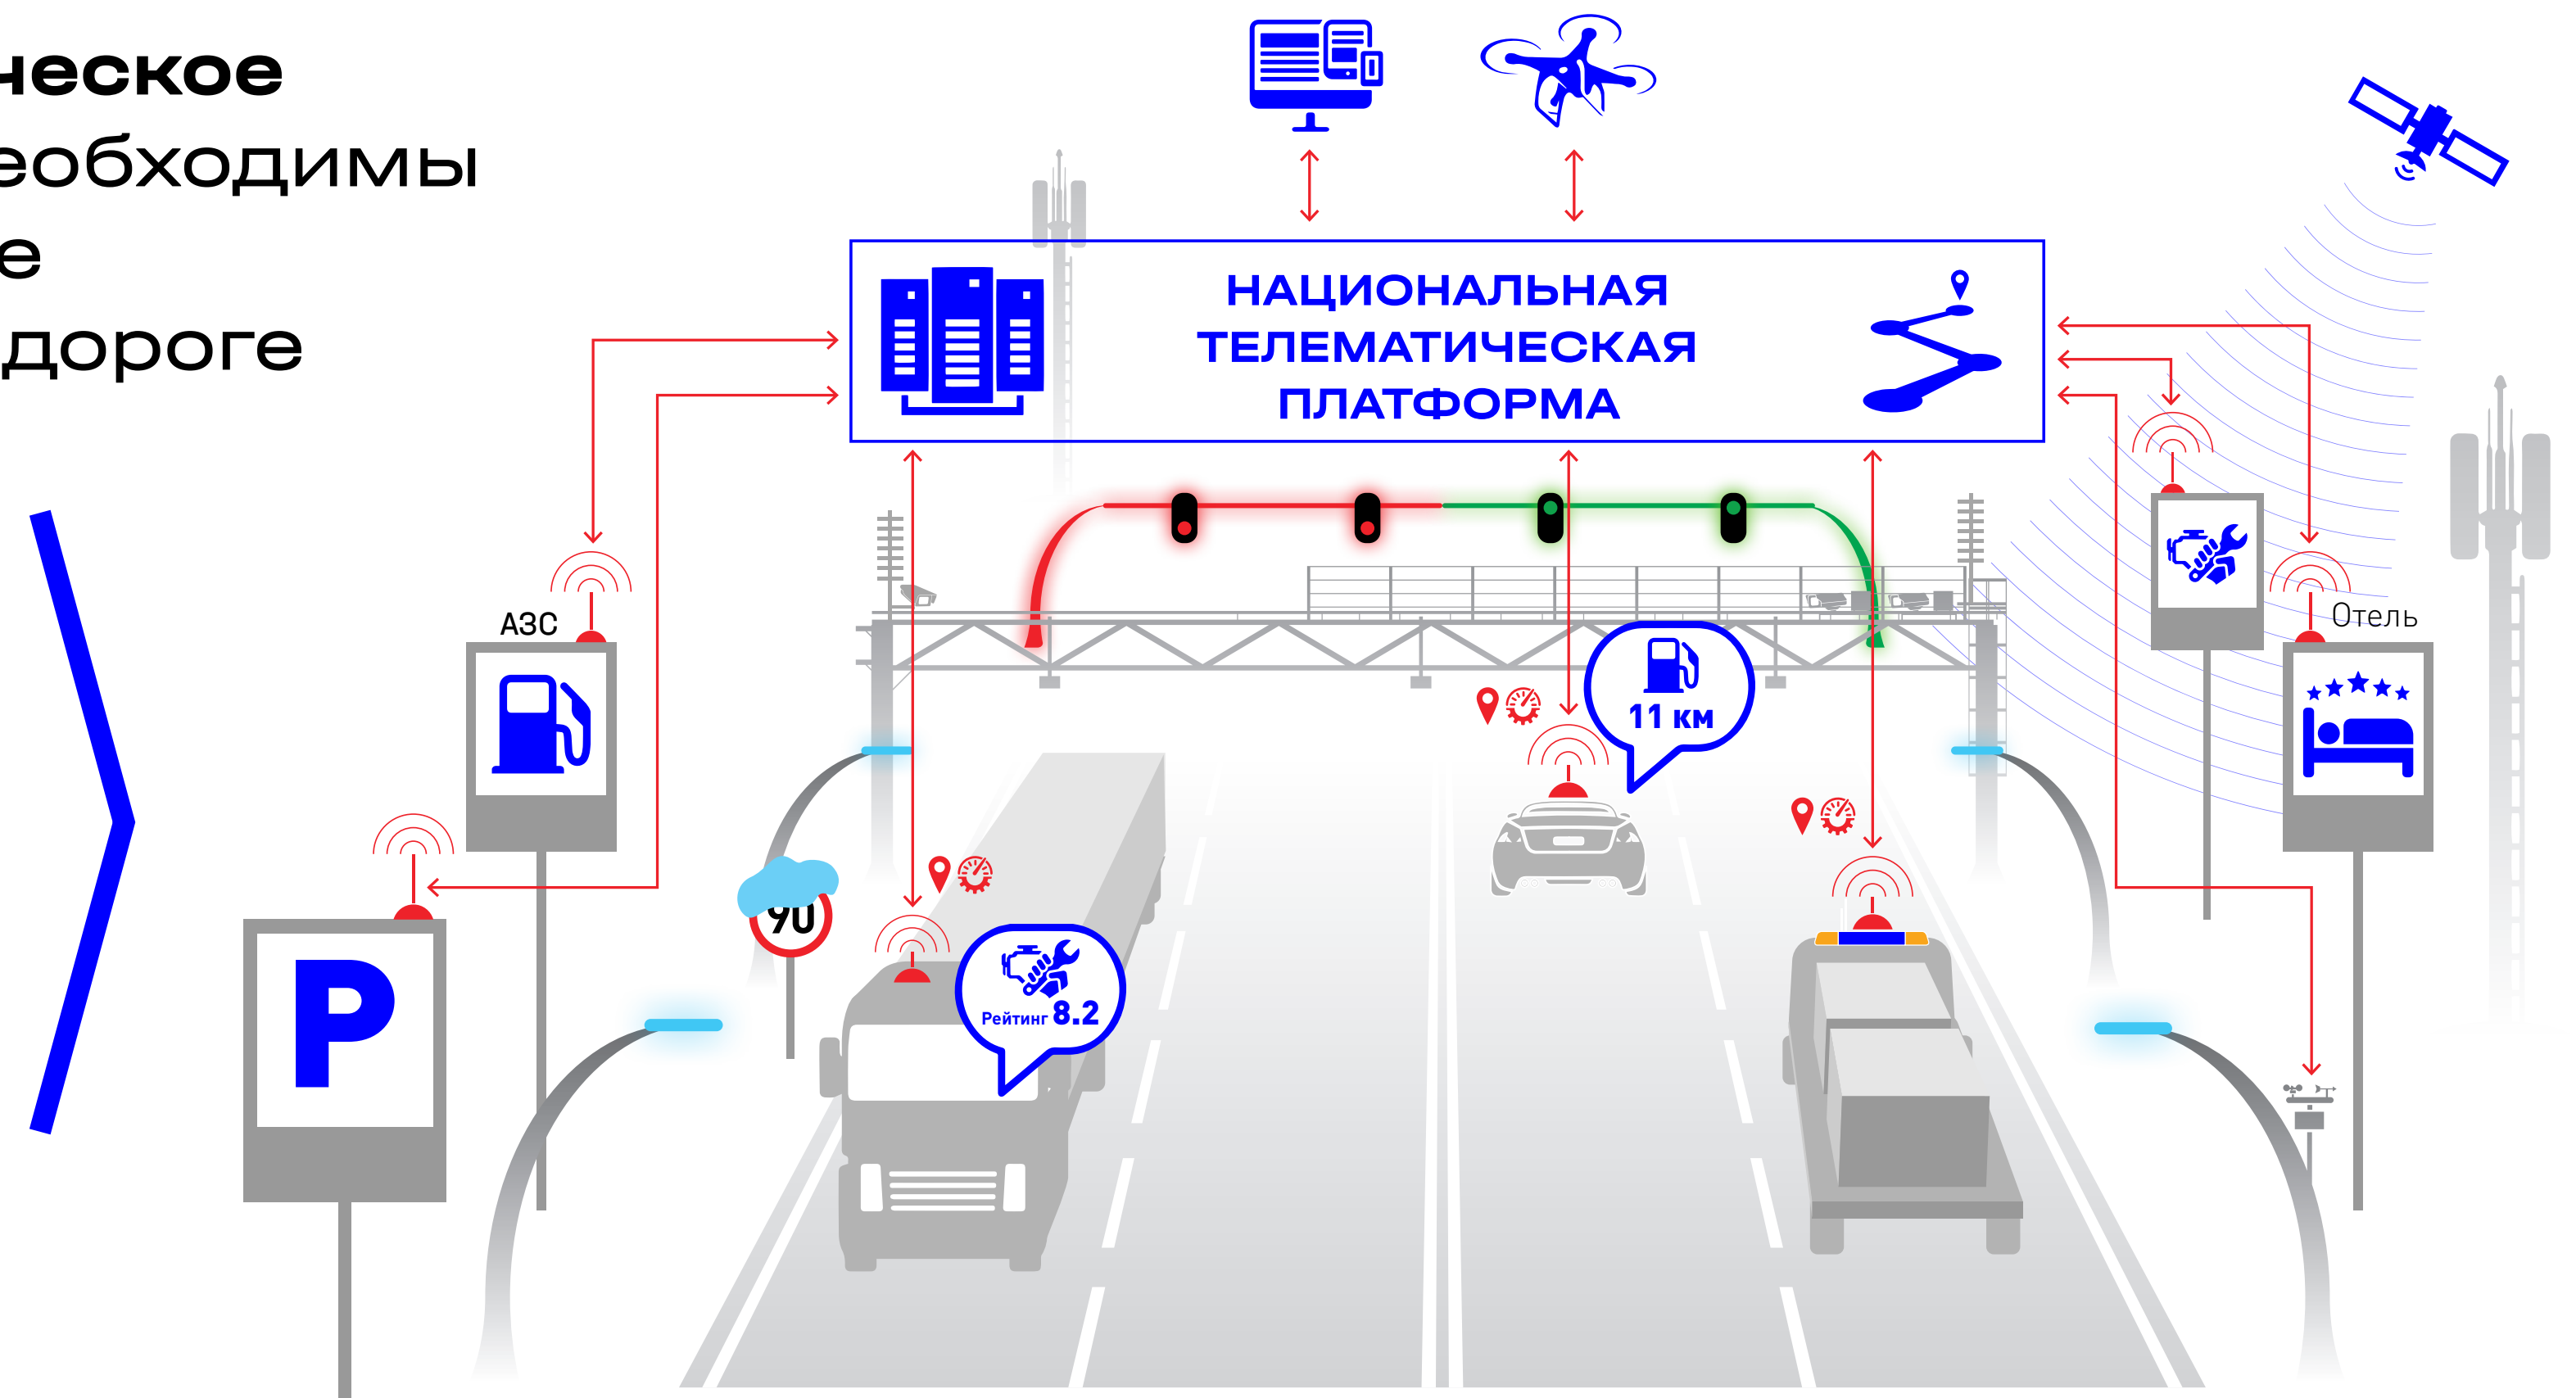 ческое
еобходимы
е
дороге
НАЦИОНАЛЬНАЯ
ТЕЛЕМАТИЧЕСКАЯ
ПЛАТФОРМА
АЗС
Отель
11 км
90
Рейтинг 8.2
P